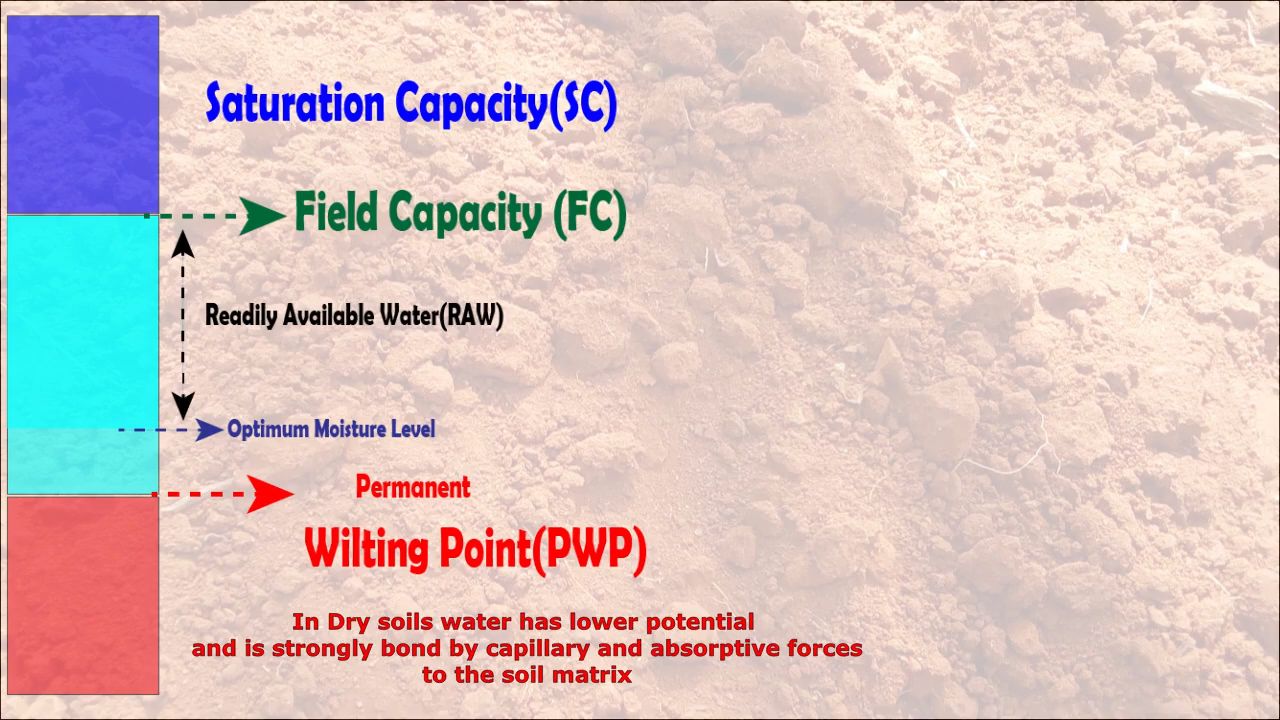 Saturation Capacity(SC)
Field Capacity (FC)
Readily Available Water(RAW)
Optimum Moisture Level
Permanent
Wilting Point(PWP)
In Dry soils water has lower potential
and is strongly bond by capillary and absorptive forces
to the soil matrix